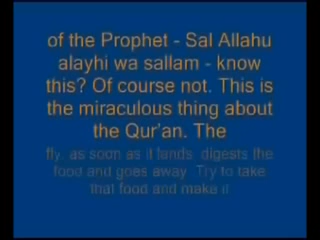 of the Prophet - Sal Allahu
alayhi wa sallam - know
this? Of course not. This is
the miraculous thing about
the Qur'an. The
fly, as soon as it lands, digests the
food and goes away. Try to take
that food and make it